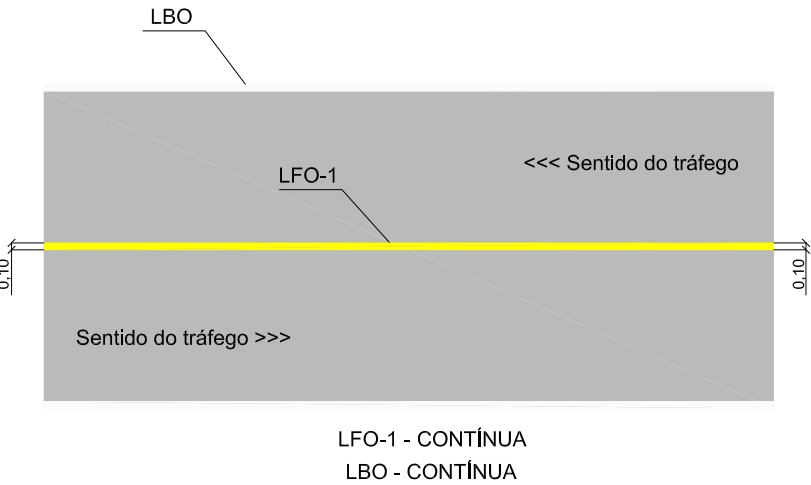 LBO
<<< Sentido do tráfego
LFO-1
0,10
0,10
Sentido do tráfego >>>
LFO-1 - CONTÍNUA
LBO - CONTÍNUA